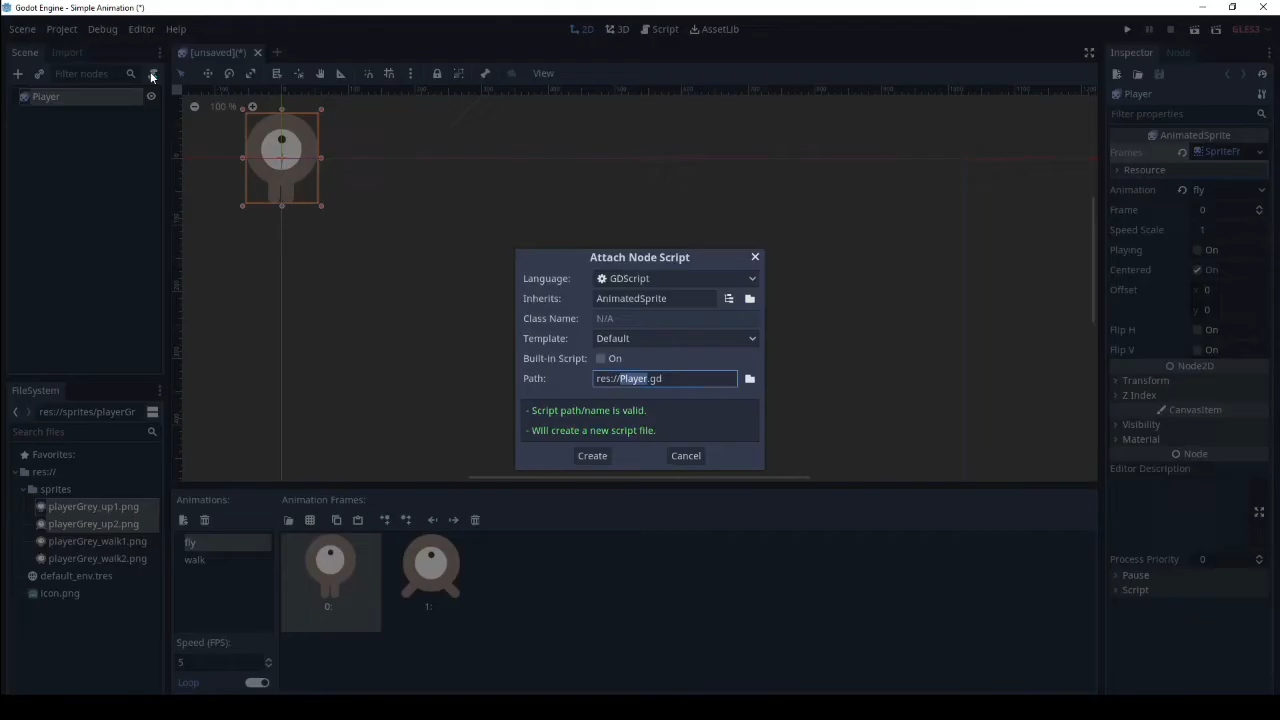 Godot Engine - Simple Animation (*)
Scene Project Debug Editor Help
2D 3D Script AssetLib
GLES3
Scene Import
[unsaved](*)
Inspector Node
Filter nodes
View
Player
Player
100 %
Filter properties
AnimatedSprite
Frames SpriteFr
Resource
Animation fly
Frame 0
Speed Scale 1
Playing On
Centered On
Offset x 0
y 0
Flip H On
Flip V On
Node2D
Transform
Z Index
CanvasItem
Visibility
Material
Node
Editor Description
Process Priority 0
Pause
Script
Attach Node Script
Language: GDScript
Inherits: AnimatedSprite
Class Name: N/A
Template: Default
Built-in Script: On
Path: res://Player.gd
- Script path/name is valid.
- Will create a new script file.
Create Cancel
FileSystem
res://sprites/playerGr
Search files
Favorites:
res://
sprites
playerGrey_up1.png
playerGrey_up2.png
playerGrey_walk1.png
playerGrey_walk2.png
default_env.tres
icon.png
Animations:
fly
walk
Speed (FPS):
5
Loop
Animation Frames:
0: 1: